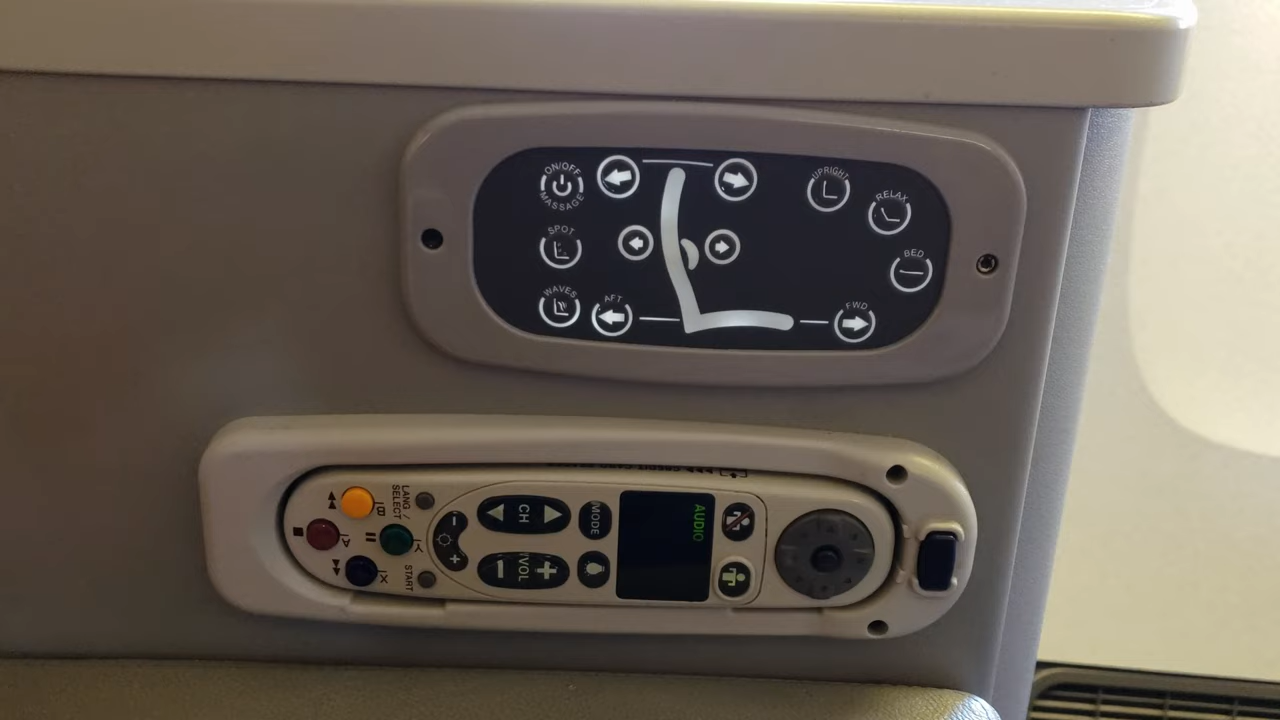 ON/OFF
MASSAGE
UPRIGHT
RELAX
SPOT
BED
WAVES
AFT
FWD
LANG /
SELECT
B
A
Y
X
START
CH
VOL
MODE
AUDIO